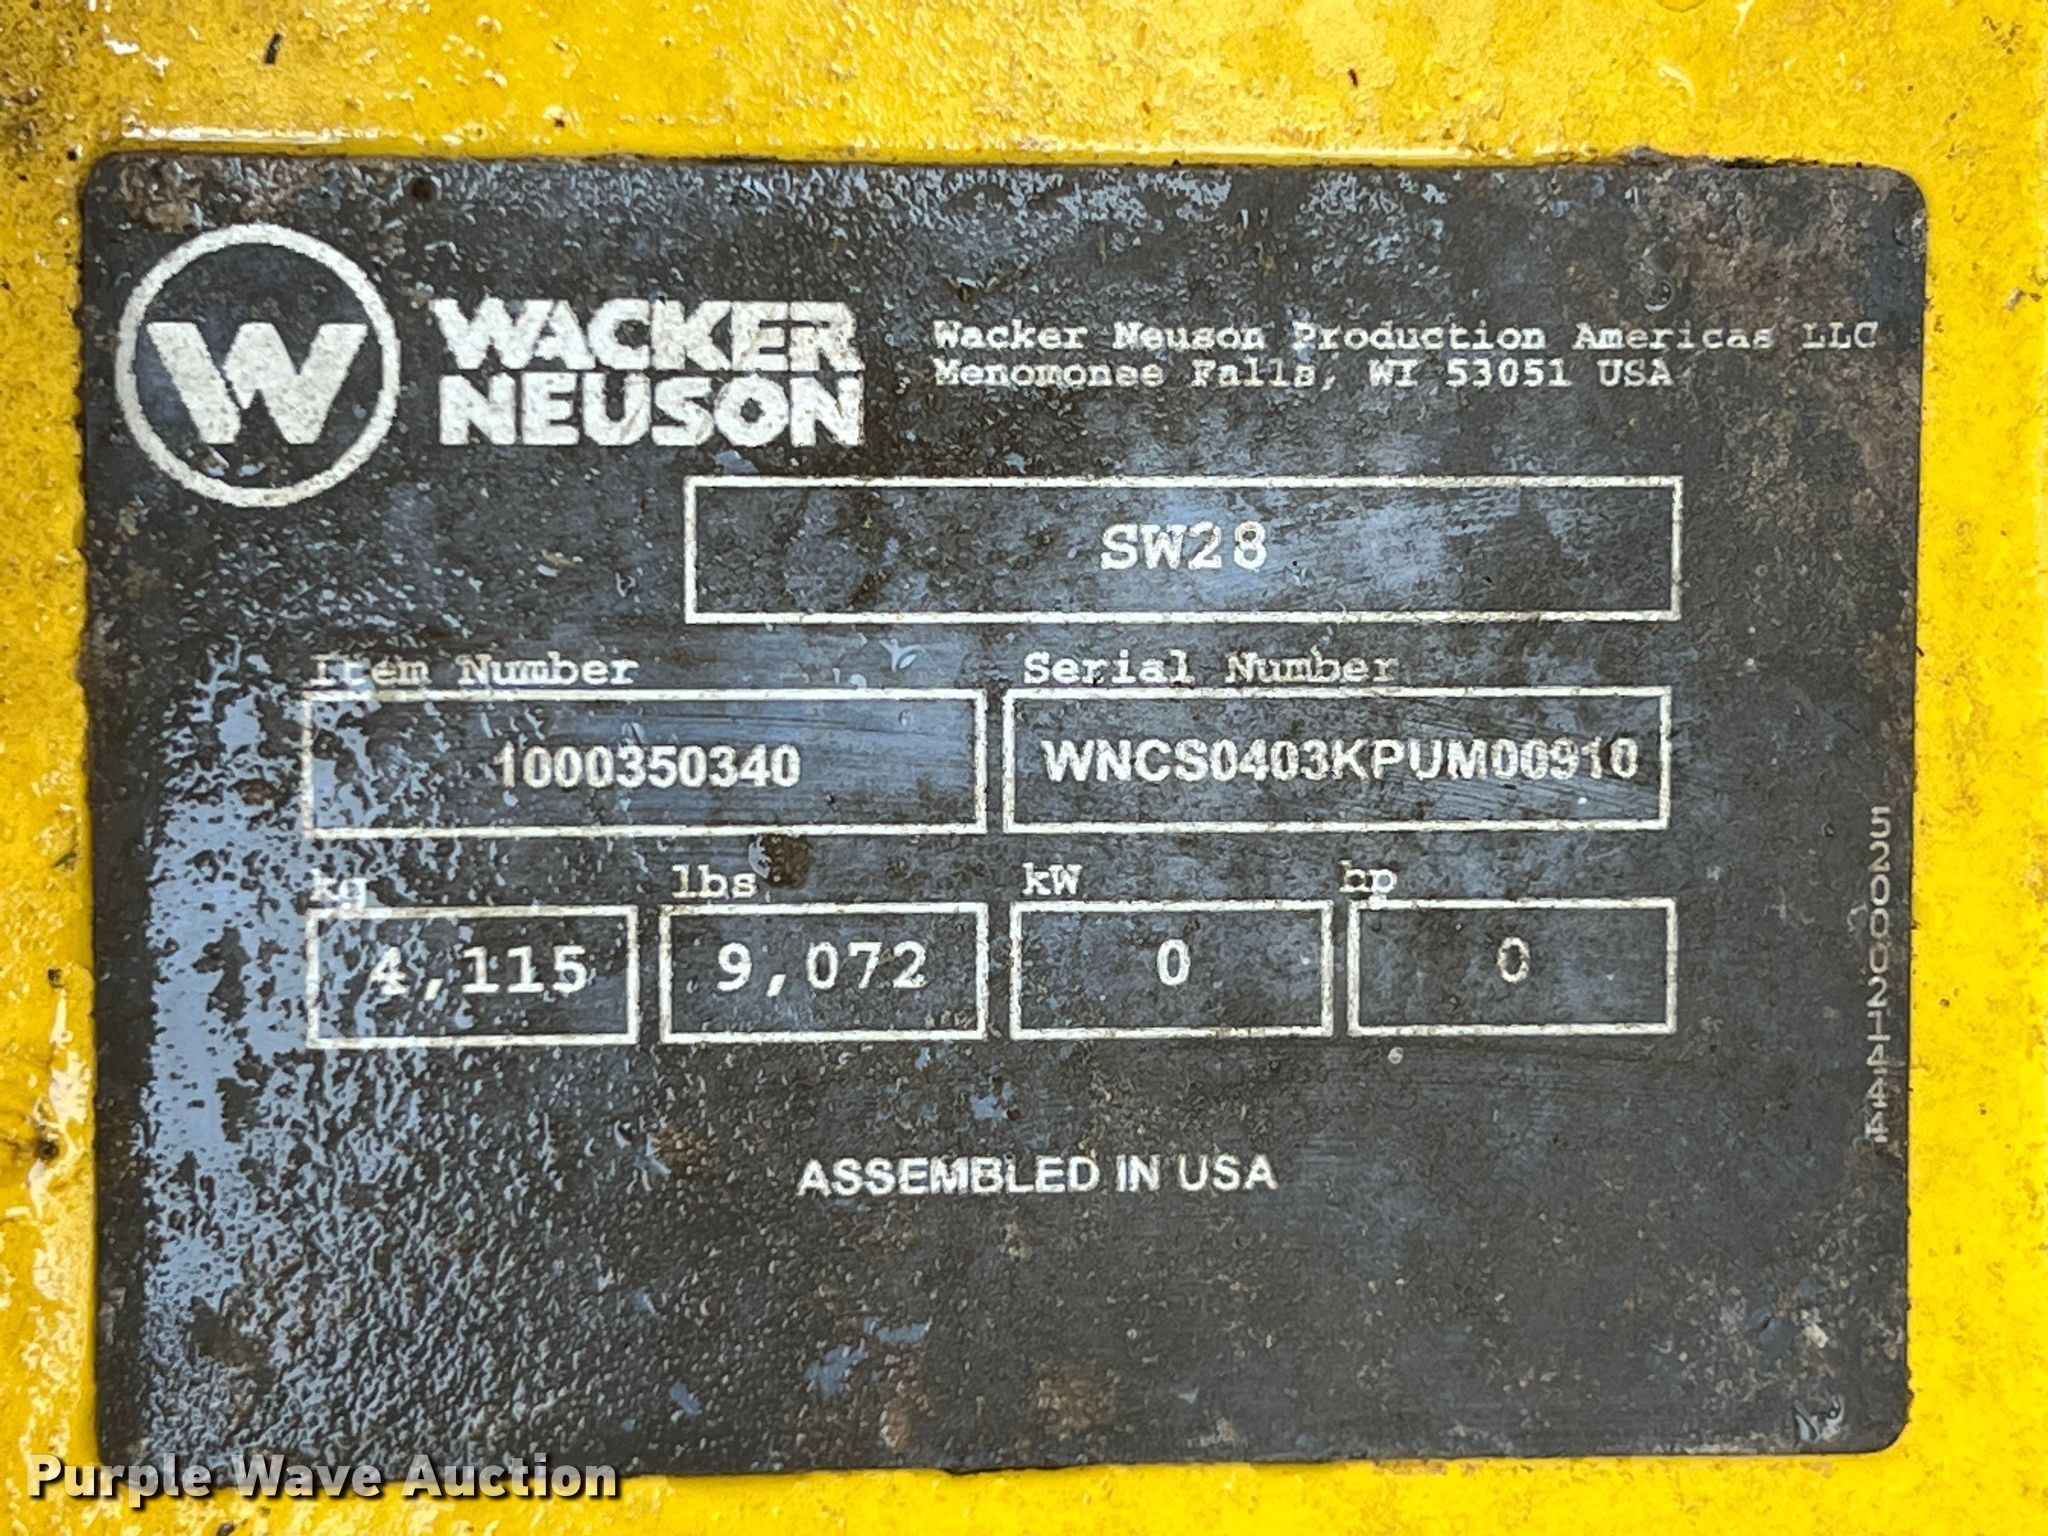 W
WACKER
NEUSON
Wacker Neuson Production Americas LLC
Menomonee Falls, WI 53051 USA
SW28
Item Number
Serial Number
1000350340
WNCS0403KPUM00910
kg
lbs
kW
hp
4,115
9,072
0
0
ASSEMBLED IN USA
5200021444
Purple Wave Auction